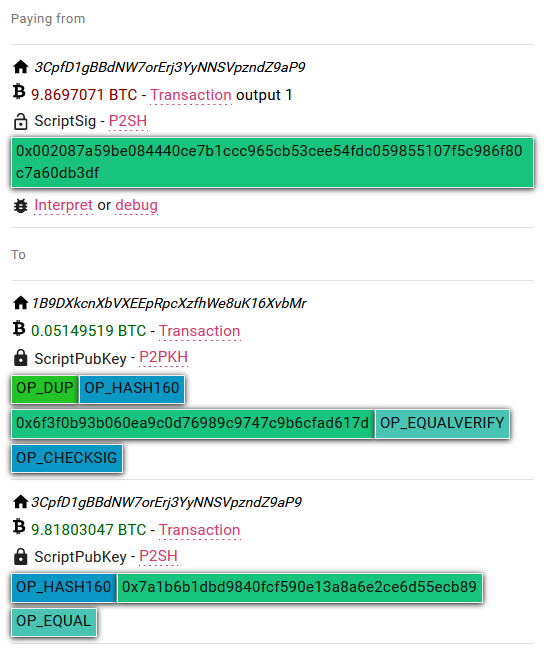 Paying from
3CpfD1gBBdNW7orErj3YyNNSVpzndZ9aP9
9.8697071 BTC - Transaction output 1
ScriptSig - P2SH
0x002087a59be084440ce7b1ccc965cb53cee54fdc059855107f5c986f80
c7a60db3df
Interpret or debug
To
1B9DXkcnXbVXEEpRpcXzfhWe8uK16XvbMr
0.05149519 BTC - Transaction
ScriptPubKey - P2PKH
OP_DUP OP_HASH160
0x6f3f0b93b060ea9c0d76989c9747c9b6cfad617d OP_EQUALVERIFY
OP_CHECKSIG
3CpfD1gBBdNW7orErj3YyNNSVpzndZ9aP9
9.81803047 BTC - Transaction
ScriptPubKey - P2SH
OP_HASH160 0x7a1b6b1dbd9840fcf590e13a8a6e2ce6d55ecb89
OP_EQUAL